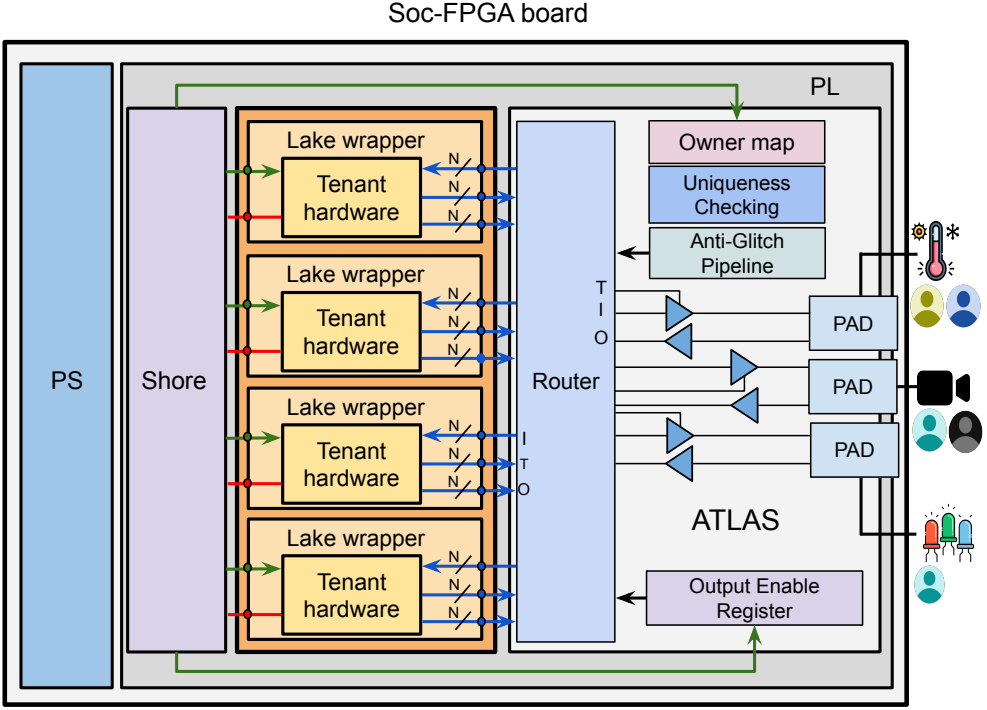 Soc-FPGA board
PS
PL
Shore
Lake wrapper
Tenant
hardware
N
N
N
Lake wrapper
Tenant
hardware
N
N
N
Lake wrapper
Tenant
hardware
N
N
N
I
T
O
Lake wrapper
Tenant
hardware
N
N
N
Router
Owner map
Uniqueness
Checking
Anti-Glitch
Pipeline
T
I
O
PAD
PAD
PAD
ATLAS
Output Enable
Register